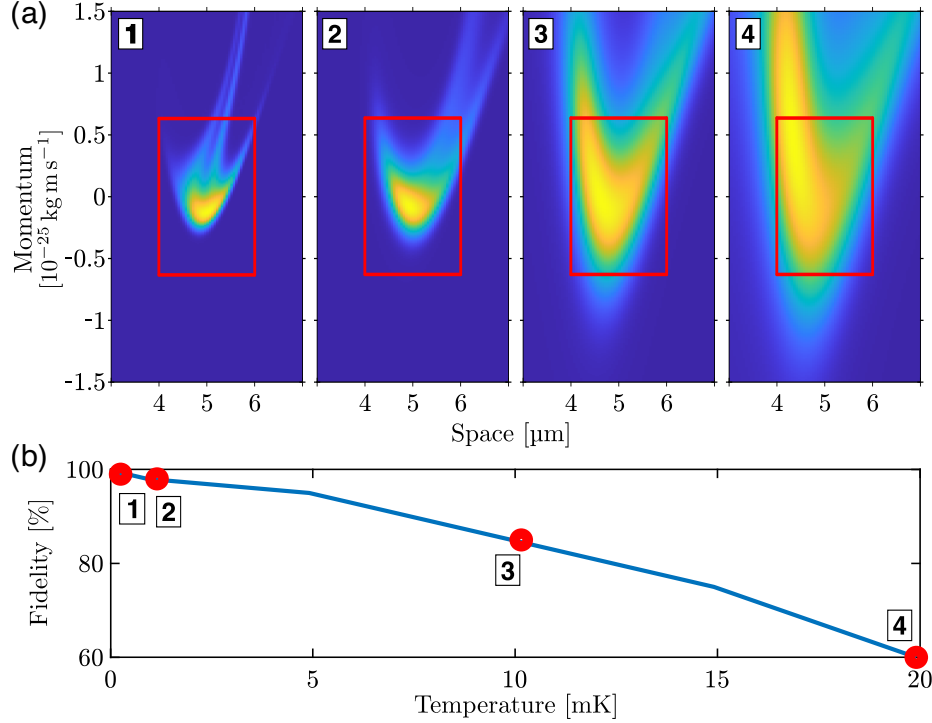 (a)
1 2 3 4
1.5
1
0.5
0
-0.5
-1
-1.5
Momentum
[10⁻²⁵ kg m s⁻¹]
4 5 6 4 5 6 4 5 6 4 5 6
Space [µm]
(b)
100
80
60
Fidelity [%]
1 2 3 4
0 5 10 15 20
Temperature [mK]